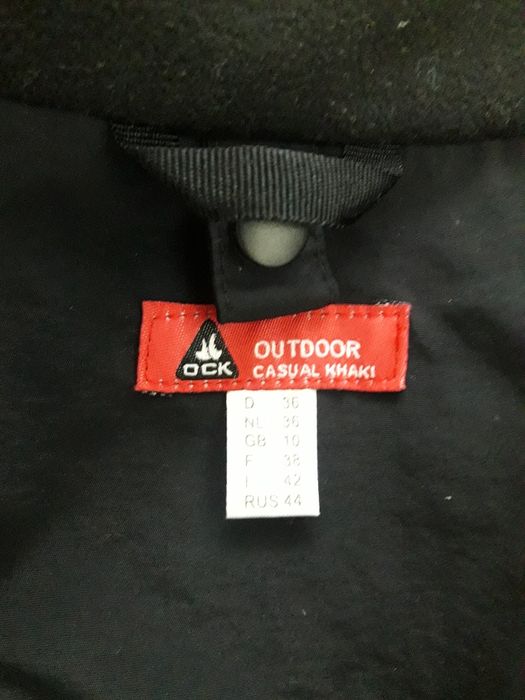 OCK
OUTDOOR
CASUAL KHAKI
D 36
NL 36
GB 10
F 38
I 42
RUS 44